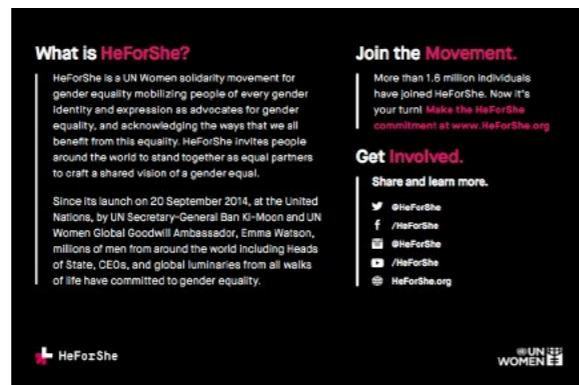 What is HeForShe?
HeForShe is a UN Women solidarity movement for
gender equality mobilizing people of every gender
identity and expression as advocates for gender
equality, and acknowledging the ways that we all
benefit from this equality. HeForShe invites people
around the world to stand together as equal partners
to craft a shared vision of a gender equal.
Since its launch on 20 September 2014, at the United
Nations, by UN Secretary-General Ban Ki-Moon and UN
Women Global Goodwill Ambassador, Emma Watson,
millions of men from around the world including Heads
of State, CEOs, and global luminaries from all walks
of life have committed to gender equality.
Join the Movement.
More than 1.6 million individuals
have joined HeForShe. Now it's
your turn! Make the HeForShe
commitment at www.HeForShe.org
Get Involved.
Share and learn more.
@HeForShe
/HeForShe
@HeForShe
/HeForShe
HeForShe.org
HeForShe
UN
WOMEN